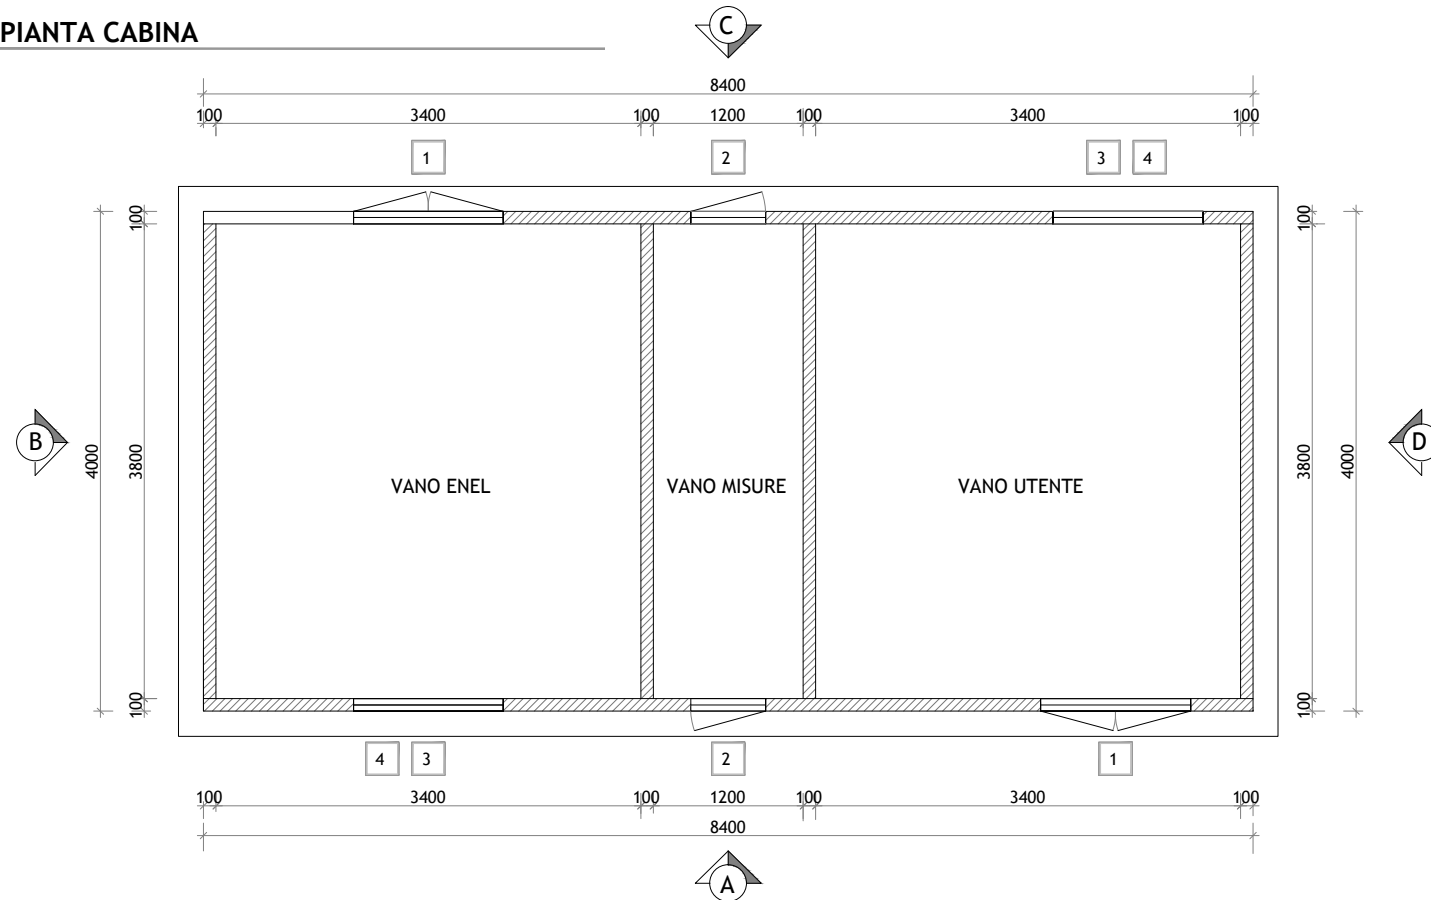 PIANTA CABINA
C
8400
100 3400 100 1200 100 3400 100
1 2 3 4
100 100
B 4000 3800 3800 4000 D
VANO ENEL VANO MISURE VANO UTENTE
100 100
4 3 2 1
100 3400 100 1200 100 3400 100
8400
A